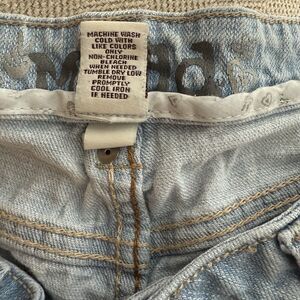 MACHINE WASH
COLD WITH
LIKE COLORS
ONLY
NON-CHLORINE
BLEACH
WHEN NEEDED
TUMBLE DRY LOW
REMOVE
PROMPTLY
COOL IRON
IF NEEDED